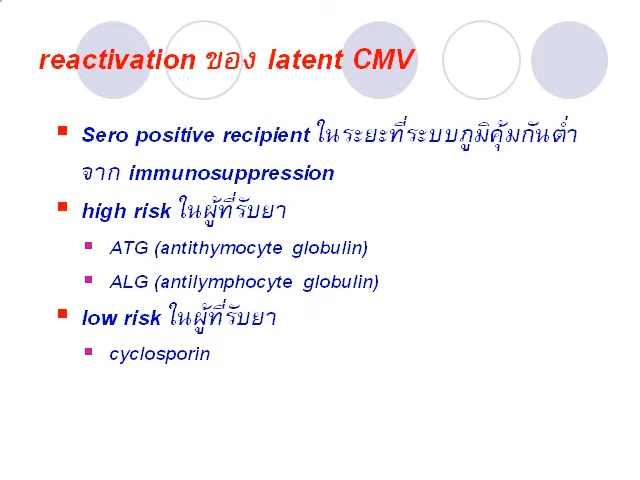 reactivation ของ latent CMV
Sero positive recipient ในระยะที่ระบบภูมิคุ้มกันต่ำ
จาก immunosuppression
high risk ในผู้ที่รับยา
ATG (antithymocyte globulin)
ALG (antilymphocyte globulin)
low risk ในผู้ที่รับยา
cyclosporin